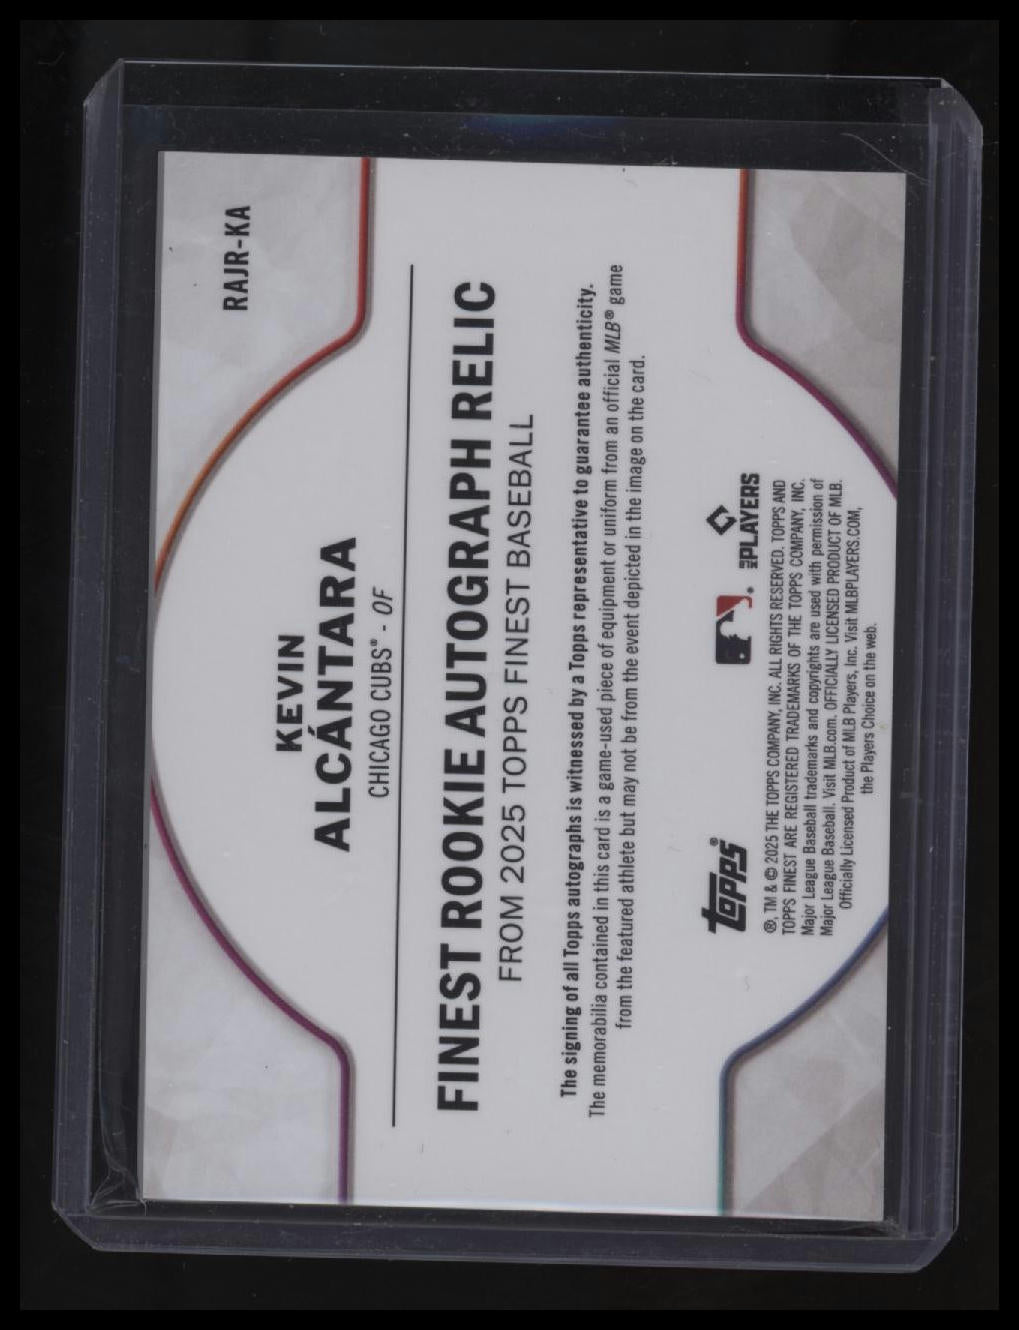 RAJR-KA
KEVIN
ALCÁNTARA
CHICAGO CUBS® - OF
FINEST ROOKIE AUTOGRAPH RELIC
FROM 2025 TOPPS FINEST BASEBALL
The signing of all Topps autographs is witnessed by a Topps representative to guarantee authenticity.
The memorabilia contained in this card is a game-used piece of equipment or uniform from an official MLB® game
from the featured athlete but may not be from the event depicted in the image on the card.
topps®
MLB PLAYERS
®, TM & © 2025 THE TOPPS COMPANY, INC. ALL RIGHTS RESERVED. TOPPS AND
TOPPS FINEST ARE REGISTERED TRADEMARKS OF THE TOPPS COMPANY, INC.
Major League Baseball trademarks and copyrights are used with permission of
Major League Baseball. Visit MLB.com. OFFICIALLY LICENSED PRODUCT OF MLB.
Officially Licensed Product of MLB Players, Inc. Visit MLBPLAYERS.COM,
the Players Choice on the web.